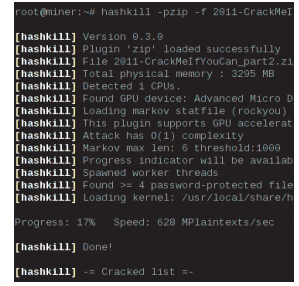 root@miner:~# hashkill -pzip -f 2011-CrackMeI
[hashkill] Version 0.3.0
[hashkill] Plugin 'zip' loaded successfully
[hashkill] File 2011-CrackMeIfYouCan_part2.zi
[hashkill] Total physical memory : 3295 MB
[hashkill] Detected 1 CPUs.
[hashkill] Found GPU device: Advanced Micro D
[hashkill] Loading markov statfile (rockyou)
[hashkill] This plugin supports GPU accelerat
[hashkill] Attack has O(1) complexity
[hashkill] Markov max len: 6 threshold:1000
[hashkill] Progress indicator will be availab
[hashkill] Spawned worker threads
[hashkill] Found >= 4 password-protected file
[hashkill] Loading kernel: /usr/local/share/h
Progress: 17% Speed: 628 MPlaintexts/sec
[hashkill] Done!
[hashkill] -= Cracked list =-